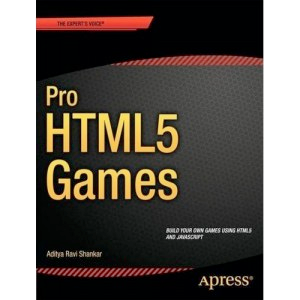 THE EXPERT'S VOICE®
Pro
HTML5
Games
BUILD YOUR OWN GAMES USING HTML5
AND JAVASCRIPT
Aditya Ravi Shankar
Apress®